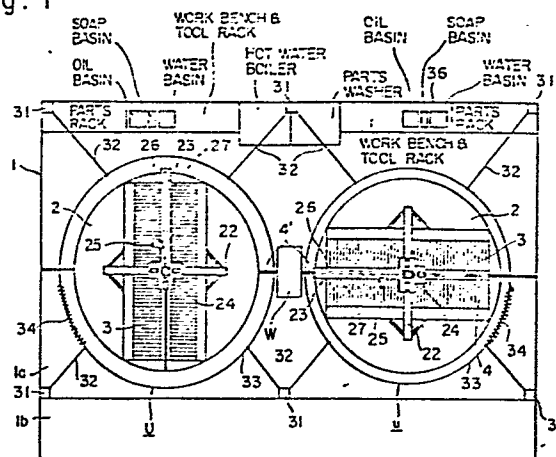 g. 1
SOAP BASIN
WORK BENCH & TOOL RACK
OIL BASIN
SOAP BASIN
OIL BASIN
WATER BASIN
HOT WATER BOILER
31
PARTS WASHER
36
WATER BASIN
31
31
PARTS RACK
PARTS RACK
WORK BENCH & TOOL RACK
32
26 23 27
32
32
1
2
2
25
22
4'
26
3
C
D
24
23
3
W
27 25 24
22
34
34
32
4
1a
32
33
33
31
31
3
1b
U
u